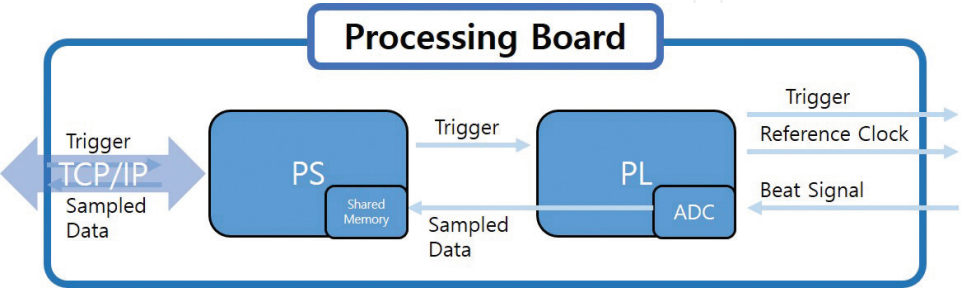 Processing Board
Trigger
TCP/IP
Sampled
Data
PS
Shared
Memory
Trigger
Sampled
Data
PL
ADC
Trigger
Reference Clock
Beat Signal